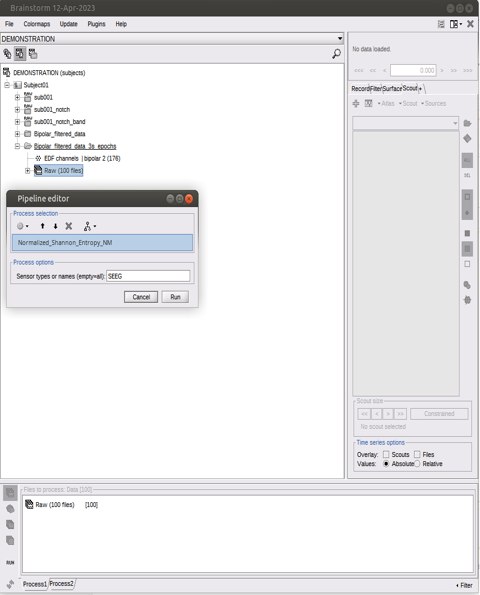 Brainstorm 12-Apr-2023
File Colormaps Update Plugins Help
DEMONSTRATION
No data loaded.
<<< << < 0.000 > >> >>>
DEMONSTRATION (subjects)
Subject01
sub001
sub001_notch
sub001_notch_band
Bipolar_filtered_data
Bipolar_filtered_data_3s_epochs
EDF channels | bipolar 2 (176)
Raw (100 files)
Record Filter Surface Scout +
Atlas Scout Sources
ALL
SEL
Pipeline editor
Process selection
Normalized_Shannon_Entropy_NM
Process options
Sensor types or names (empty=all): SEEG
Cancel Run
Scout size
<< < > >> Constrained
No scout selected
Time series options
Overlay: Scouts Files
Values: Absolute Relative
Files to process: Data [100]
Raw (100 files) [100]
RUN
Process1 Process2
Filter